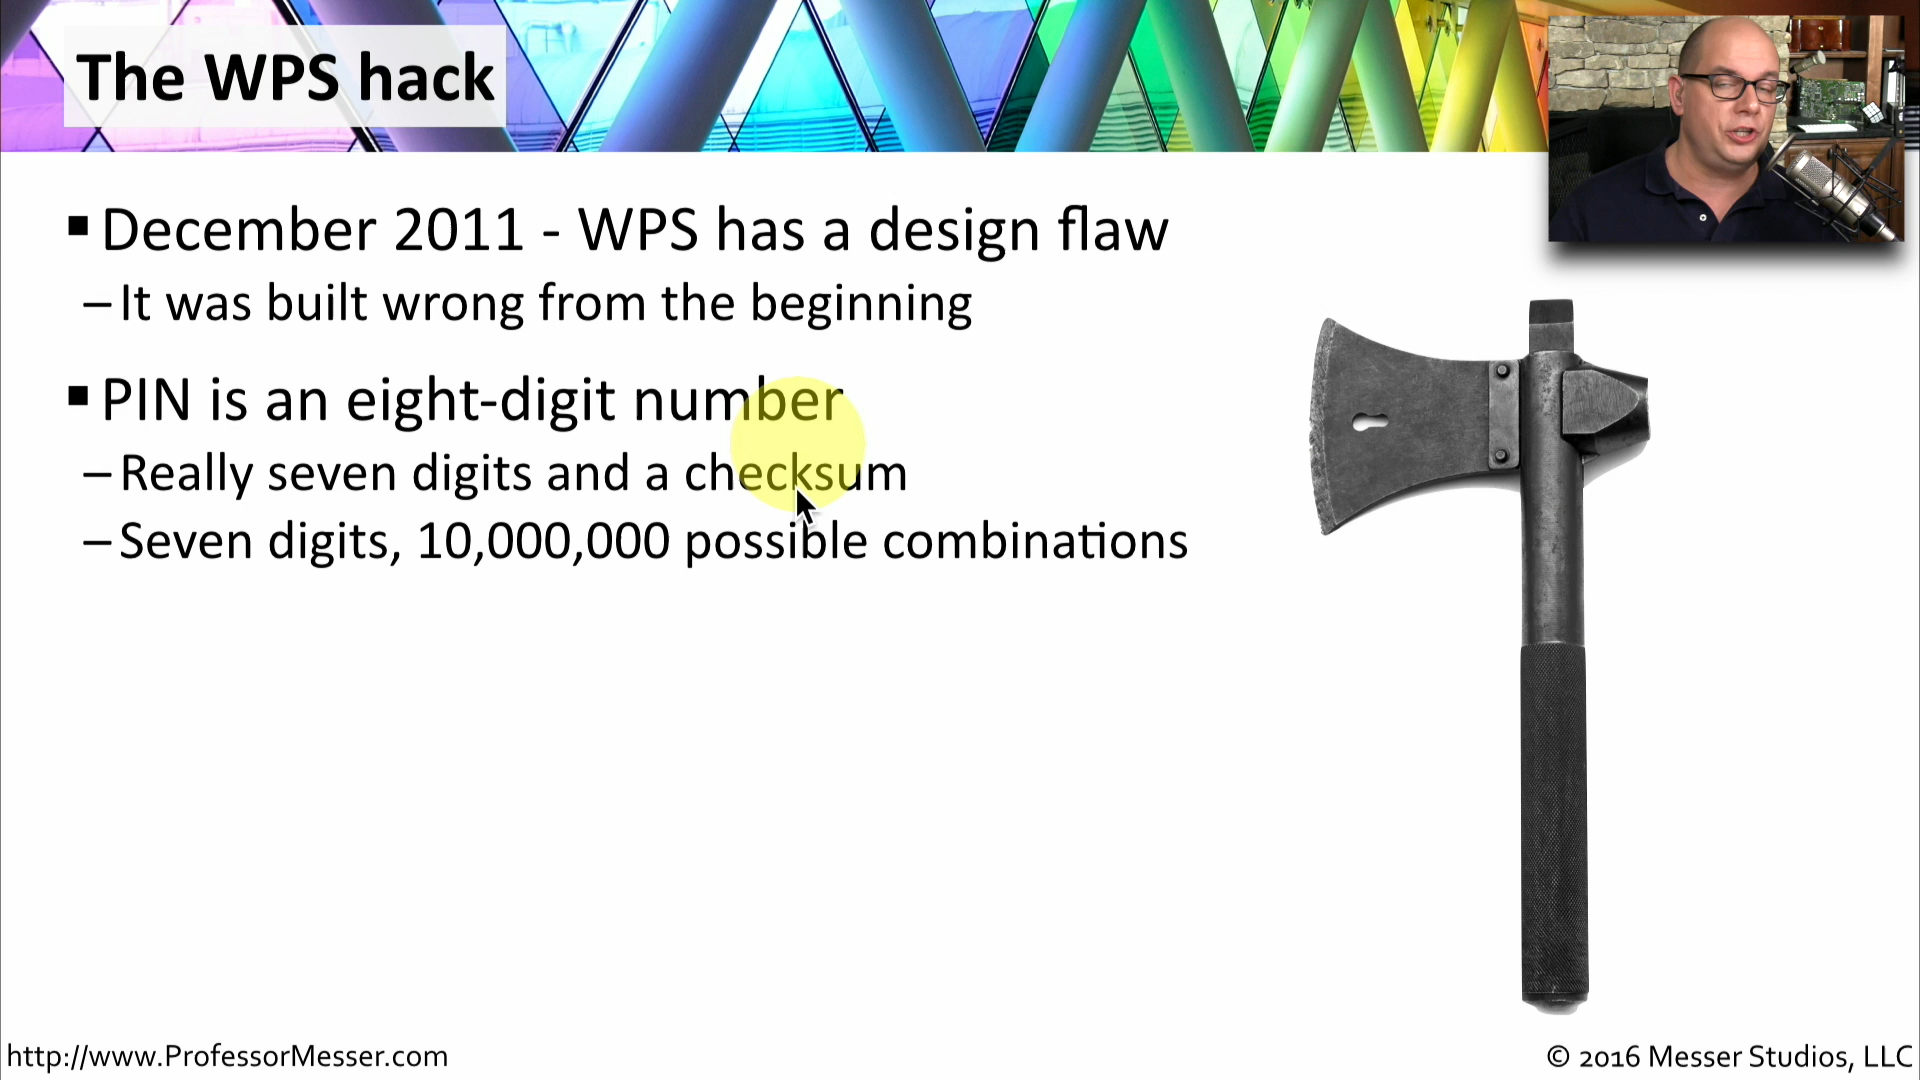 The WPS hack
▪ December 2011 - WPS has a design flaw
– It was built wrong from the beginning
▪ PIN is an eight-digit number
– Really seven digits and a checksum
– Seven digits, 10,000,000 possible combinations
http://www.ProfessorMesser.com
© 2016 Messer Studios, LLC